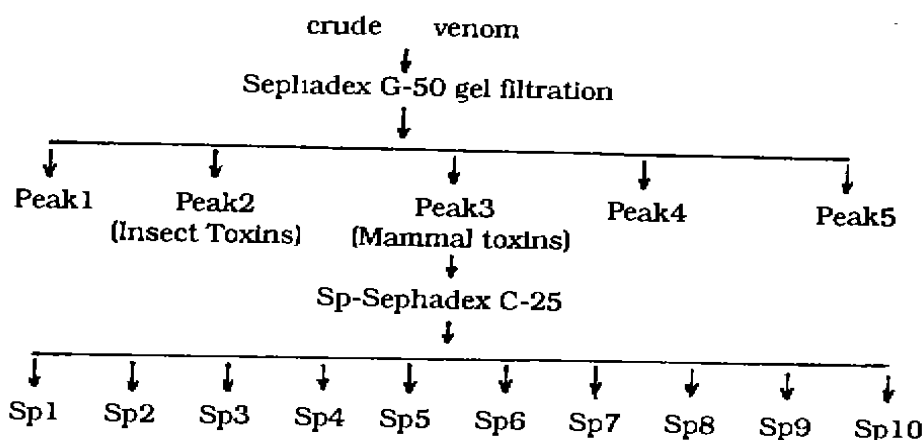 crude venom
Sephadex G-50 gel filtration
Peak1 Peak2 Peak3 Peak4 Peak5
(Insect Toxins) (Mammal toxins)
Sp-Sephadex C-25
Sp1 Sp2 Sp3 Sp4 Sp5 Sp6 Sp7 Sp8 Sp9 Sp10